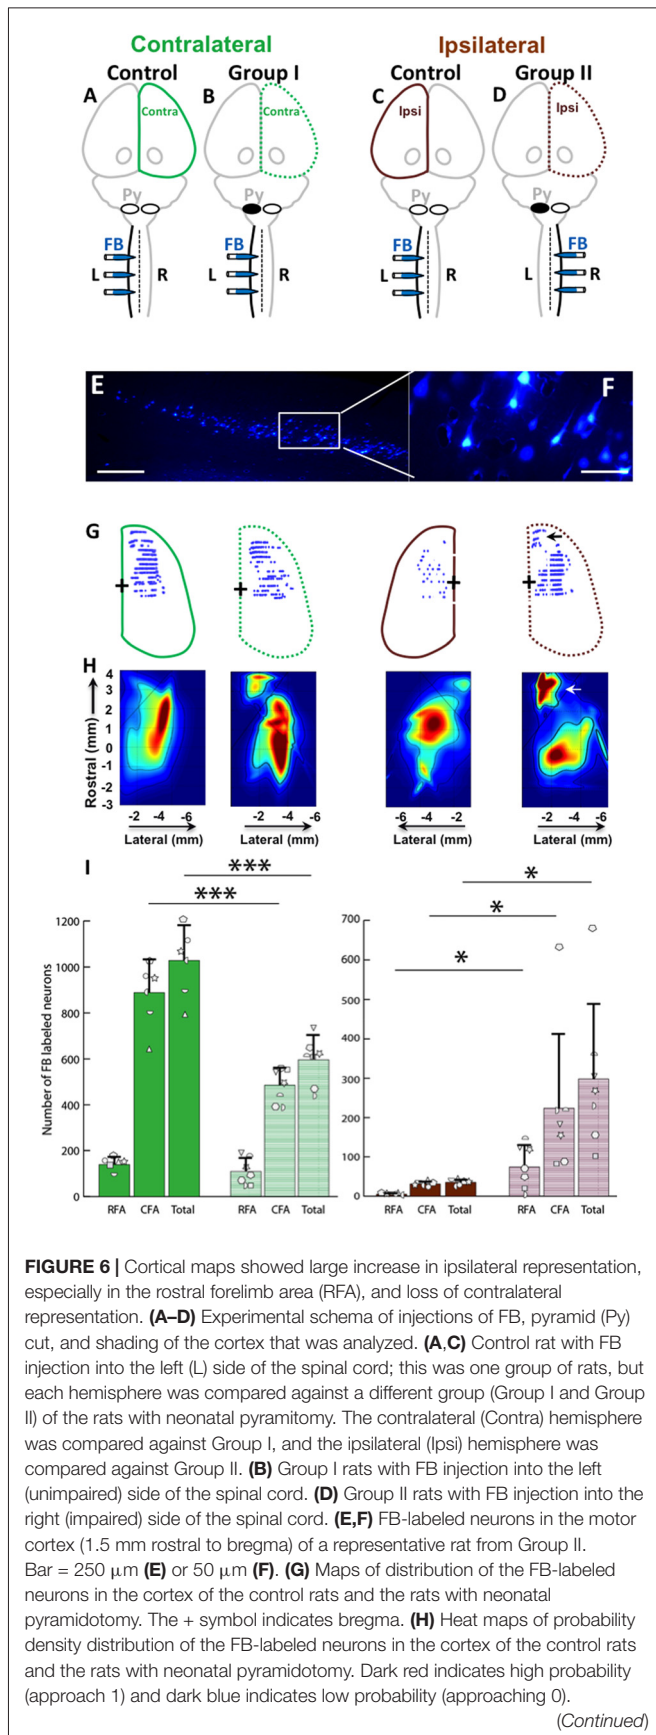 Contralateral Ipsilateral
Control Group I Control Group II
A B C D
Contra Contra Ipsi Ipsi
Py Py
FB FB FB FB
L R L R L R L R
E F
G
+ + + +
H
Rostral (mm)
4
3
2
1
0
-1
-2
-3
-2 -4 -6 -2 -4 -6 -6 -4 -2 -2 -4 -6
Lateral (mm) Lateral (mm) Lateral (mm) Lateral (mm)
I
*** *
*** *
*
Number of FB labeled neurons
1200
1000
800
600
400
200
0
700
600
500
400
300
200
100
0
RFA CFA Total RFA CFA Total RFA CFA Total RFA CFA Total
FIGURE 6 | Cortical maps showed large increase in ipsilateral representation,
especially in the rostral forelimb area (RFA), and loss of contralateral
representation. (A–D) Experimental schema of injections of FB, pyramid (Py)
cut, and shading of the cortex that was analyzed. (A,C) Control rat with FB
injection into the left (L) side of the spinal cord; this was one group of rats, but
each hemisphere was compared against a different group (Group I and Group
II) of the rats with neonatal pyramitomy. The contralateral (Contra) hemisphere
was compared against Group I, and the ipsilateral (Ipsi) hemisphere was
compared against Group II. (B) Group I rats with FB injection into the left
(unimpaired) side of the spinal cord. (D) Group II rats with FB injection into the
right (impaired) side of the spinal cord. (E,F) FB-labeled neurons in the motor
cortex (1.5 mm rostral to bregma) of a representative rat from Group II.
Bar = 250 μm (E) or 50 μm (F). (G) Maps of distribution of the FB-labeled
neurons in the cortex of the control rats and the rats with neonatal
pyramidotomy. The + symbol indicates bregma. (H) Heat maps of probability
density distribution of the FB-labeled neurons in the cortex of the control rats
and the rats with neonatal pyramidotomy. Dark red indicates high probability
(approach 1) and dark blue indicates low probability (approaching 0).
(Continued)